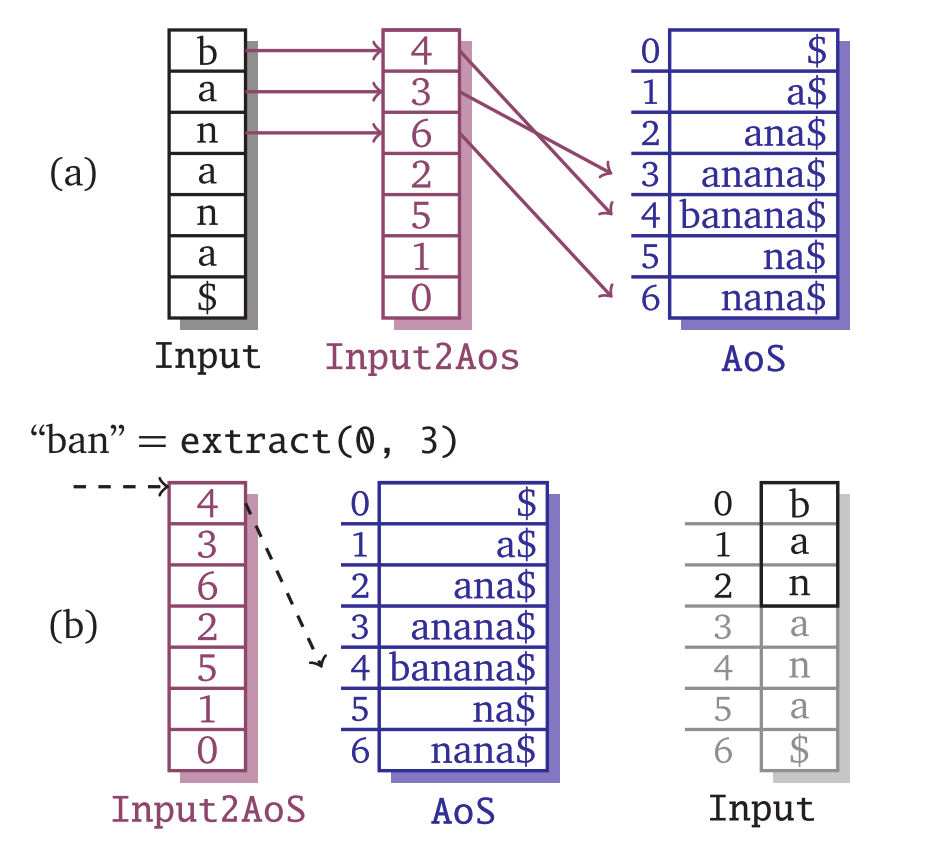 b 4 0 $
a 3 1 a$
n 6 2 ana$
(a) a 2 3 anana$
n 5 4 banana$
a 1 5 na$
$ 0 6 nana$
Input Input2Aos AoS
“ban” = extract(0, 3)
4 0 $ 0 b
3 1 a$ 1 a
6 2 ana$ 2 n
(b) 2 3 anana$ 3 a
5 4 banana$ 4 n
1 5 na$ 5 a
0 6 nana$ 6 $
Input2AoS AoS Input